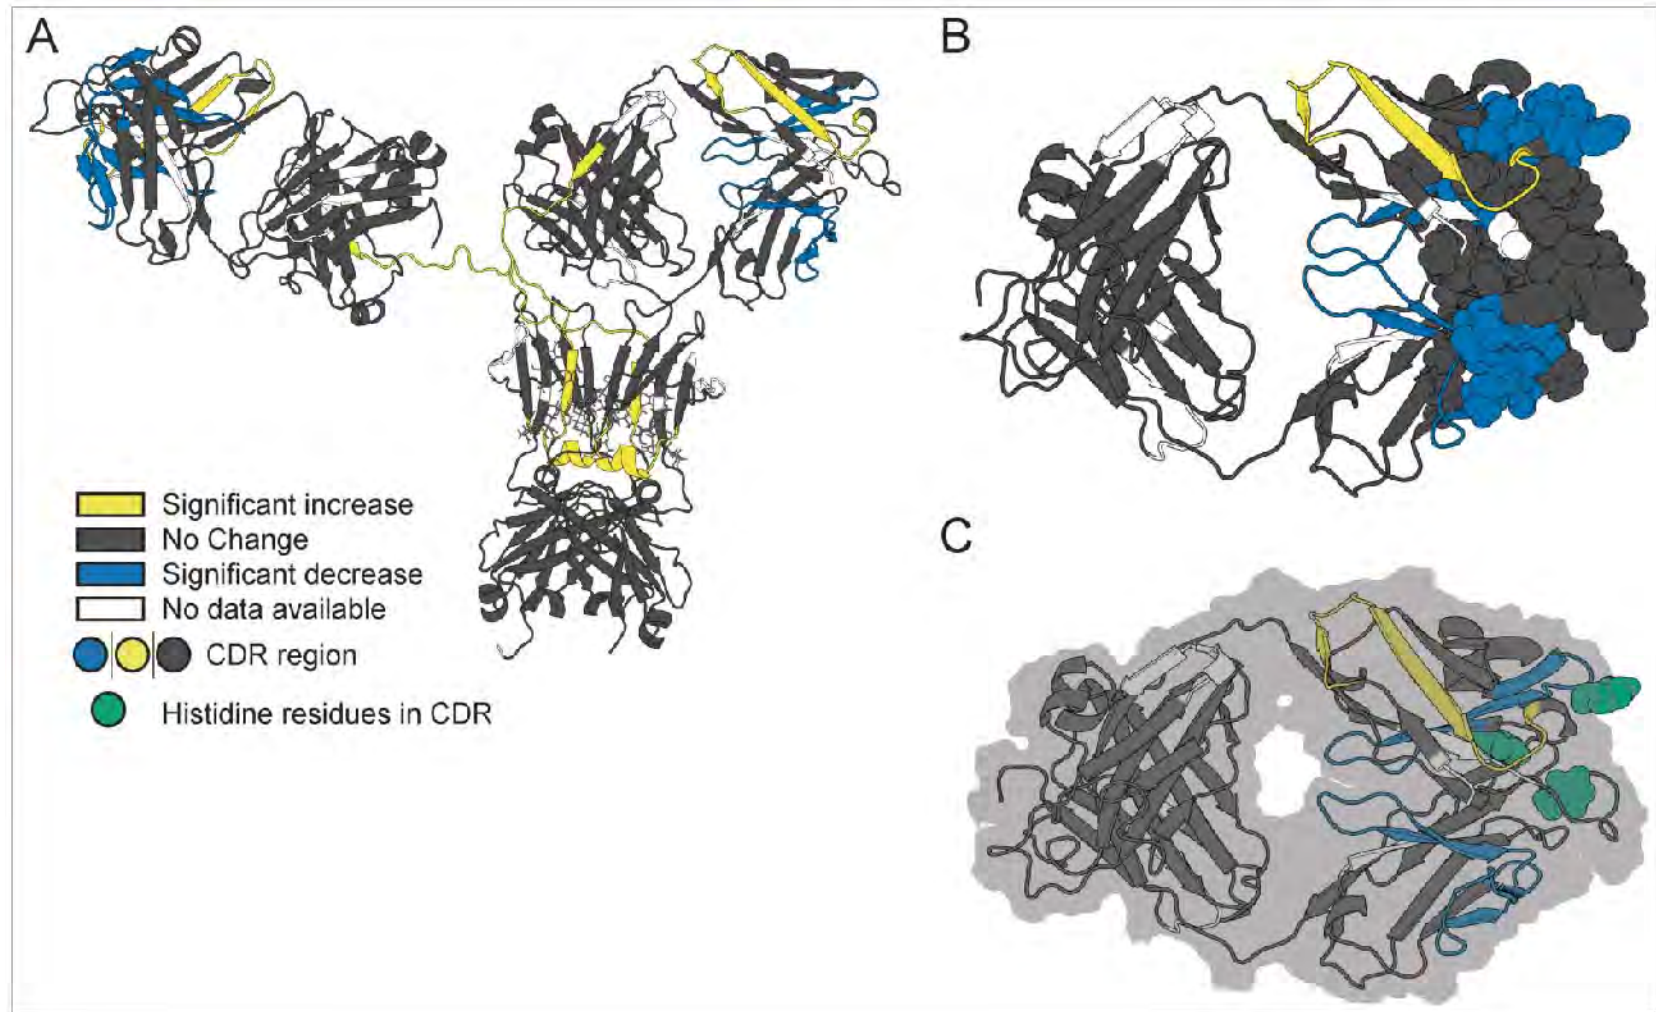 A
B
Significant increase
No Change
Significant decrease
No data available
CDR region
Histidine residues in CDR
C